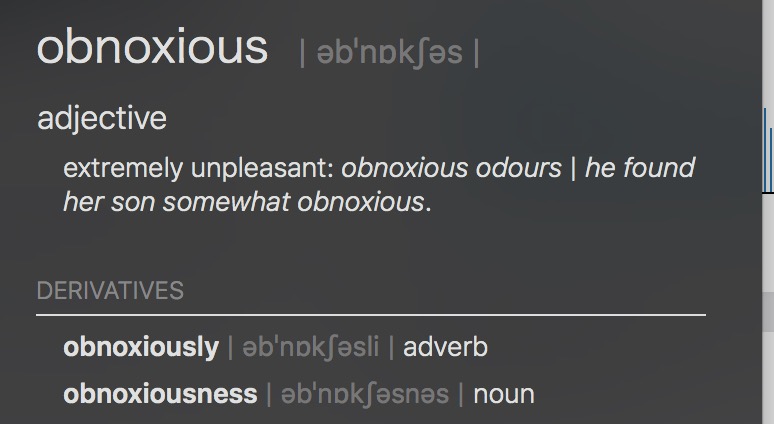 obnoxious | əbˈnɒkʃəs |
adjective
extremely unpleasant: obnoxious odours | he found
her son somewhat obnoxious.
DERIVATIVES
obnoxiously | əbˈnɒkʃəsli | adverb
obnoxiousness | əbˈnɒkʃəsnəs | noun